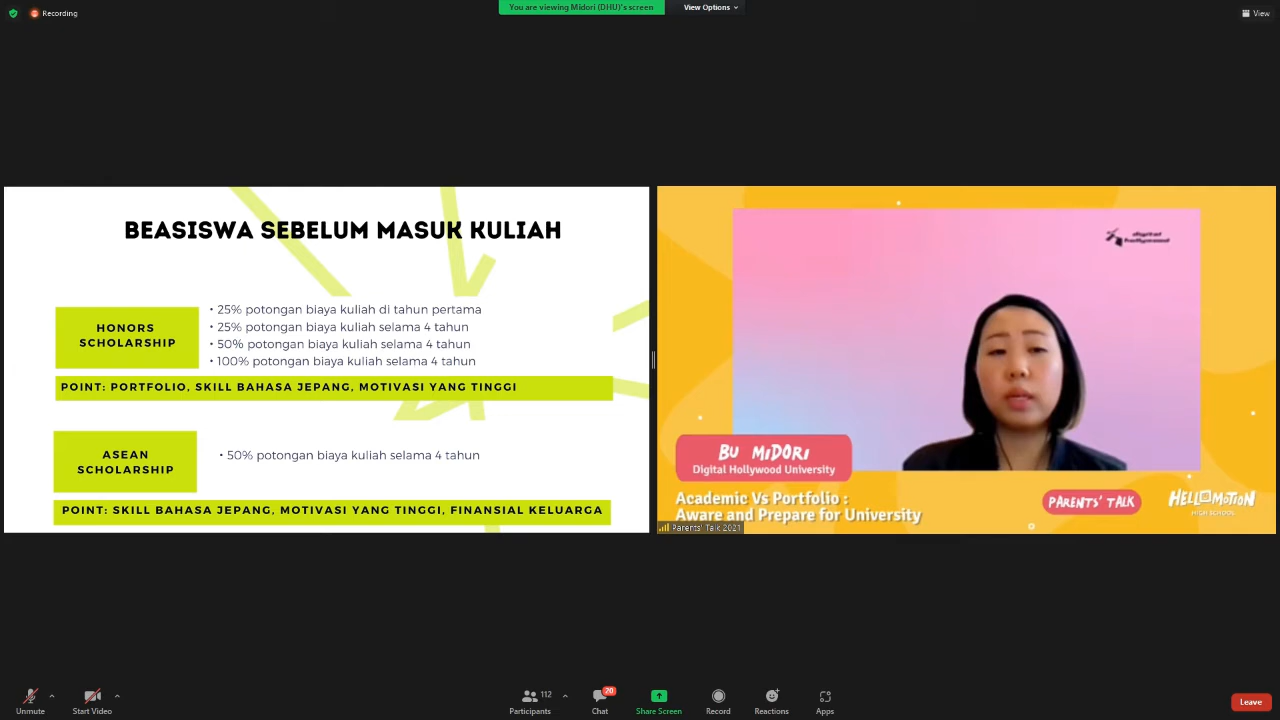 Recording
You are viewing Midori (DHU)'s screen
View Options
View
BEASISWA SEBELUM MASUK KULIAH
HONORS
SCHOLARSHIP
• 25% potongan biaya kuliah di tahun pertama
• 25% potongan biaya kuliah selama 4 tahun
• 50% potongan biaya kuliah selama 4 tahun
• 100% potongan biaya kuliah selama 4 tahun
POINT: PORTFOLIO, SKILL BAHASA JEPANG, MOTIVASI YANG TINGGI
ASEAN
SCHOLARSHIP
• 50% potongan biaya kuliah selama 4 tahun
POINT: SKILL BAHASA JEPANG, MOTIVASI YANG TINGGI, FINANSIAL KELUARGA
digital
hollywood
BU MIDORI
Digital Hollywood University
Academic Vs Portfolio :
Aware and Prepare for University
PARENTS' TALK
HELLOMOTION
HIGH SCHOOL
Parents' Talk 2021
Unmute
Start Video
112
Participants
20
Chat
Share Screen
Record
Reactions
Apps
Leave